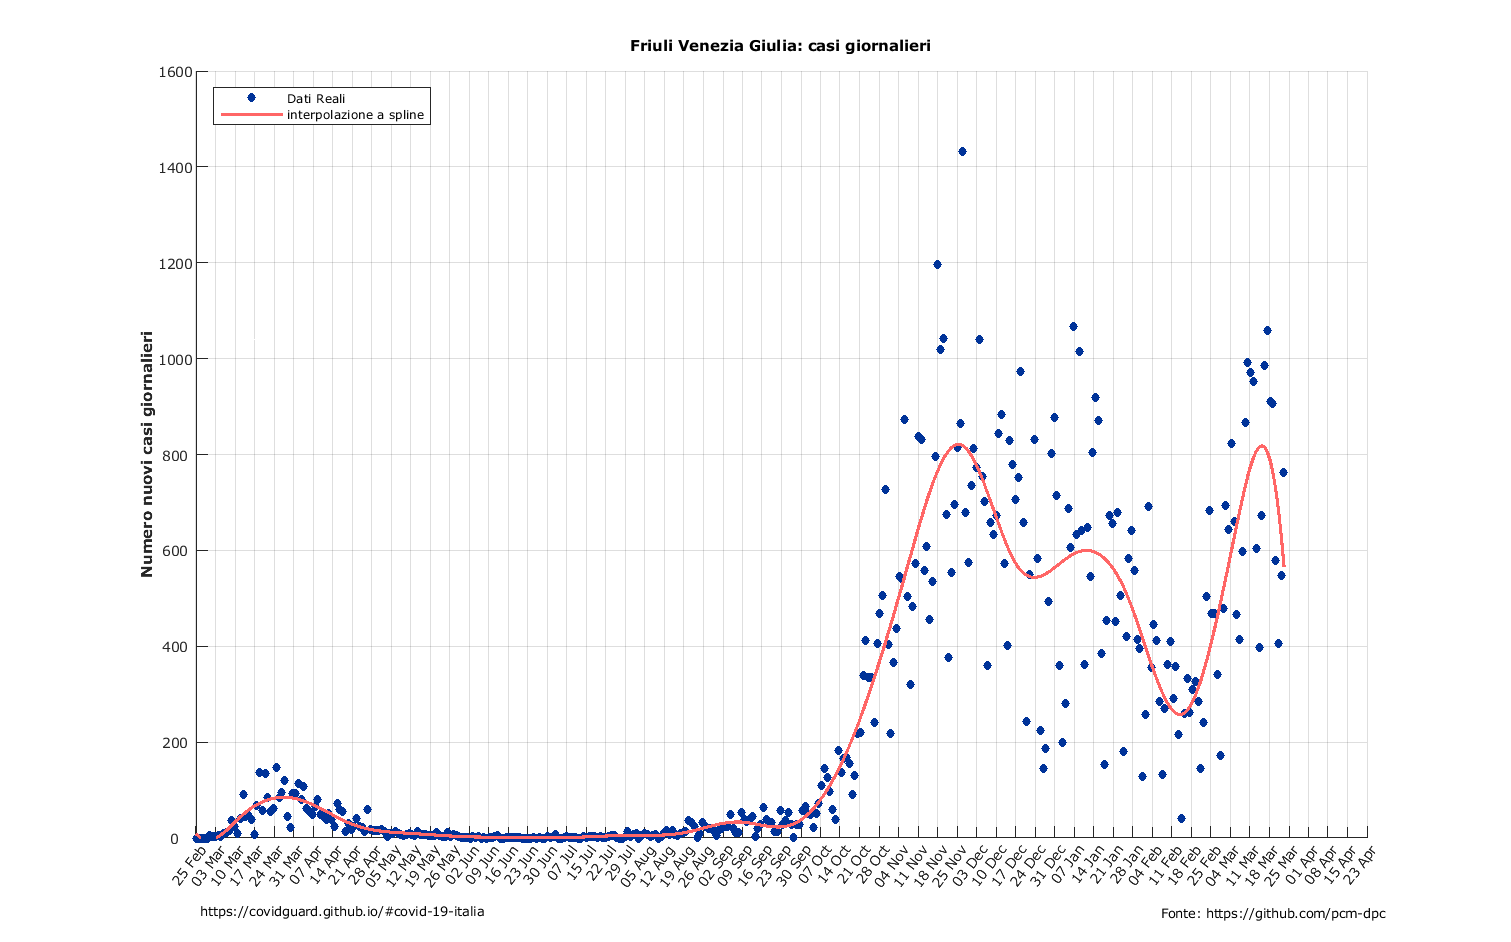 Friuli Venezia Giulia: casi giornalieri
Dati Reali
interpolazione a spline
Numero nuovi casi giornalieri
1600
1400
1200
1000
800
600
400
200
0
25 Feb
03 Mar
10 Mar
17 Mar
24 Mar
31 Mar
07 Apr
14 Apr
21 Apr
28 Apr
05 May
12 May
19 May
26 May
02 Jun
09 Jun
16 Jun
23 Jun
30 Jun
07 Jul
15 Jul
22 Jul
29 Jul
05 Aug
12 Aug
19 Aug
26 Aug
02 Sep
09 Sep
16 Sep
23 Sep
30 Sep
07 Oct
14 Oct
21 Oct
28 Oct
04 Nov
11 Nov
18 Nov
25 Nov
03 Dec
10 Dec
17 Dec
24 Dec
31 Dec
07 Jan
14 Jan
21 Jan
28 Jan
04 Feb
11 Feb
18 Feb
25 Feb
04 Mar
11 Mar
18 Mar
25 Mar
01 Apr
08 Apr
15 Apr
23 Apr
https://covidguard.github.io/#covid-19-italia
Fonte: https://github.com/pcm-dpc